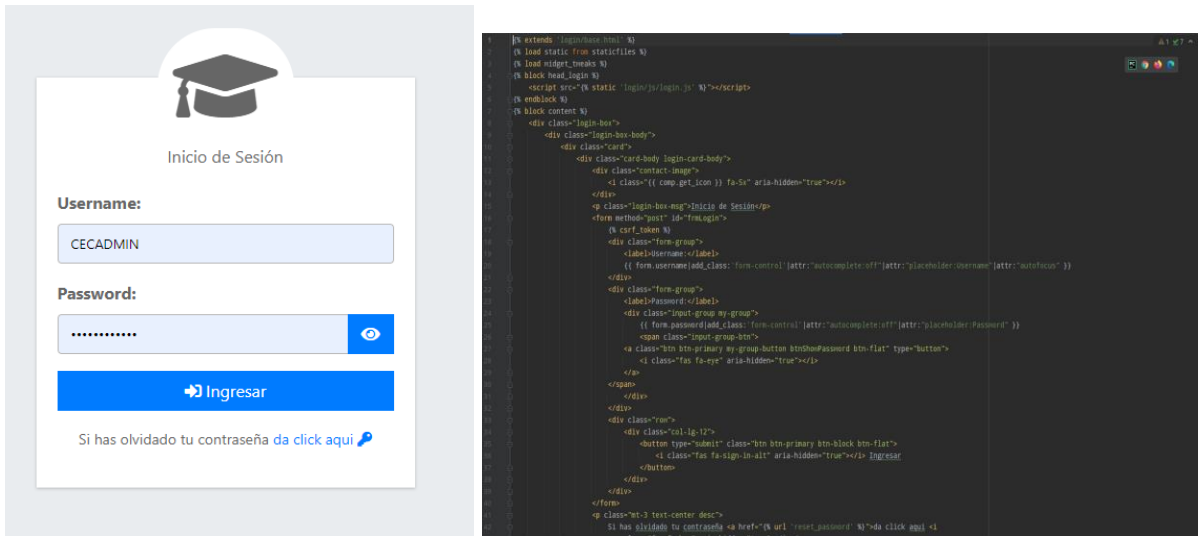 Inicio de Sesión
Username:
CECADMIN
Password:
••••••••••••
Ingresar
Si has olvidado tu contraseña da click aqui
{% extends 'login/base.html' %}
{% load static from staticfiles %}
{% load widget_tweaks %}
{% block head_login %}
<script src="{% static 'login/js/login.js' %}"></script>
{% endblock %}
{% block content %}
<div class="login-box">
<div class="login-box-body">
<div class="card">
<div class="card-body login-card-body">
<div class="contact-image">
<i class="{{ comp.get_icon }} fa-5x" aria-hidden="true"></i>
</div>
<p class="login-box-msg">Inicio de Sesión</p>
<form method="post" id="frmLogin">
{% csrf_token %}
<div class="form-group">
<label>Username:</label>
{{ form.username|add_class:'form-control'|attr:"autocomplete:off"|attr:"placeholder:Username"|attr:"autofocus" }}
</div>
<div class="form-group">
<label>Password:</label>
<div class="input-group my-group">
{{ form.password|add_class:'form-control'|attr:"autocomplete:off"|attr:"placeholder:Password" }}
<span class="input-group-btn">
<a class="btn btn-primary my-group-button btnShowPassword btn-flat" type="button">
<i class="fas fa-eye" aria-hidden="true"></i>
</a>
</span>
</div>
</div>
<div class="row">
<div class="col-lg-12">
<button type="submit" class="btn btn-primary btn-block btn-flat">
<i class="fas fa-sign-in-alt" aria-hidden="true"></i> Ingresar
</button>
</div>
</div>
</form>
<p class="mt-3 text-center desc">
Si has olvidado tu contraseña <a href="{% url 'reset_password' %}">da click aqui <i